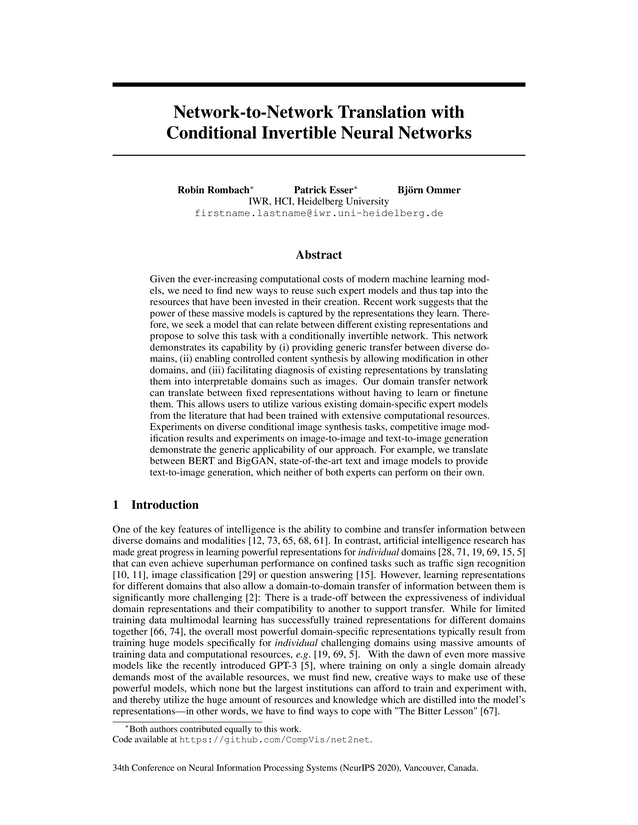 Network-to-Network Translation with
Conditional Invertible Neural Networks
Robin Rombach* Patrick Esser* Björn Ommer
IWR, HCI, Heidelberg University
firstname.lastname@iwr.uni-heidelberg.de
Abstract
Given the ever-increasing computational costs of modern machine learning mod-
els, we need to find new ways to reuse such expert models and thus tap into the
resources that have been invested in their creation. Recent work suggests that the
power of these massive models is captured by the representations they learn. There-
fore, we seek a model that can relate between different existing representations and
propose to solve this task with a conditionally invertible network. This network
demonstrates its capability by (i) providing generic transfer between diverse do-
mains, (ii) enabling controlled content synthesis by allowing modification in other
domains, and (iii) facilitating diagnosis of existing representations by translating
them into interpretable domains such as images. Our domain transfer network
can translate between fixed representations without having to learn or finetune
them. This allows users to utilize various existing domain-specific expert models
from the literature that had been trained with extensive computational resources.
Experiments on diverse conditional image synthesis tasks, competitive image mod-
ification results and experiments on image-to-image and text-to-image generation
demonstrate the generic applicability of our approach. For example, we translate
between BERT and BigGAN, state-of-the-art text and image models to provide
text-to-image generation, which neither of both experts can perform on their own.
1 Introduction
One of the key features of intelligence is the ability to combine and transfer information between
diverse domains and modalities [12, 73, 65, 68, 61]. In contrast, artificial intelligence research has
made great progress in learning powerful representations for individual domains [28, 71, 19, 69, 15, 5]
that can even achieve superhuman performance on confined tasks such as traffic sign recognition
[10, 11], image classification [29] or question answering [15]. However, learning representations
for different domains that also allow a domain-to-domain transfer of information between them is
significantly more challenging [2]: There is a trade-off between the expressiveness of individual
domain representations and their compatibility to another to support transfer. While for limited
training data multimodal learning has successfully trained representations for different domains
together [66, 74], the overall most powerful domain-specific representations typically result from
training huge models specifically for individual challenging domains using massive amounts of
training data and computational resources, e.g. [19, 69, 5]. With the dawn of even more massive
models like the recently introduced GPT-3 [5], where training on only a single domain already
demands most of the available resources, we must find new, creative ways to make use of these
powerful models, which none but the largest institutions can afford to train and experiment with,
and thereby utilize the huge amount of resources and knowledge which are distilled into the model's
representations—in other words, we have to find ways to cope with "The Bitter Lesson" [67].
*Both authors contributed equally to this work.
Code available at https://github.com/CompVis/net2net.
34th Conference on Neural Information Processing Systems (NeurIPS 2020), Vancouver, Canada.